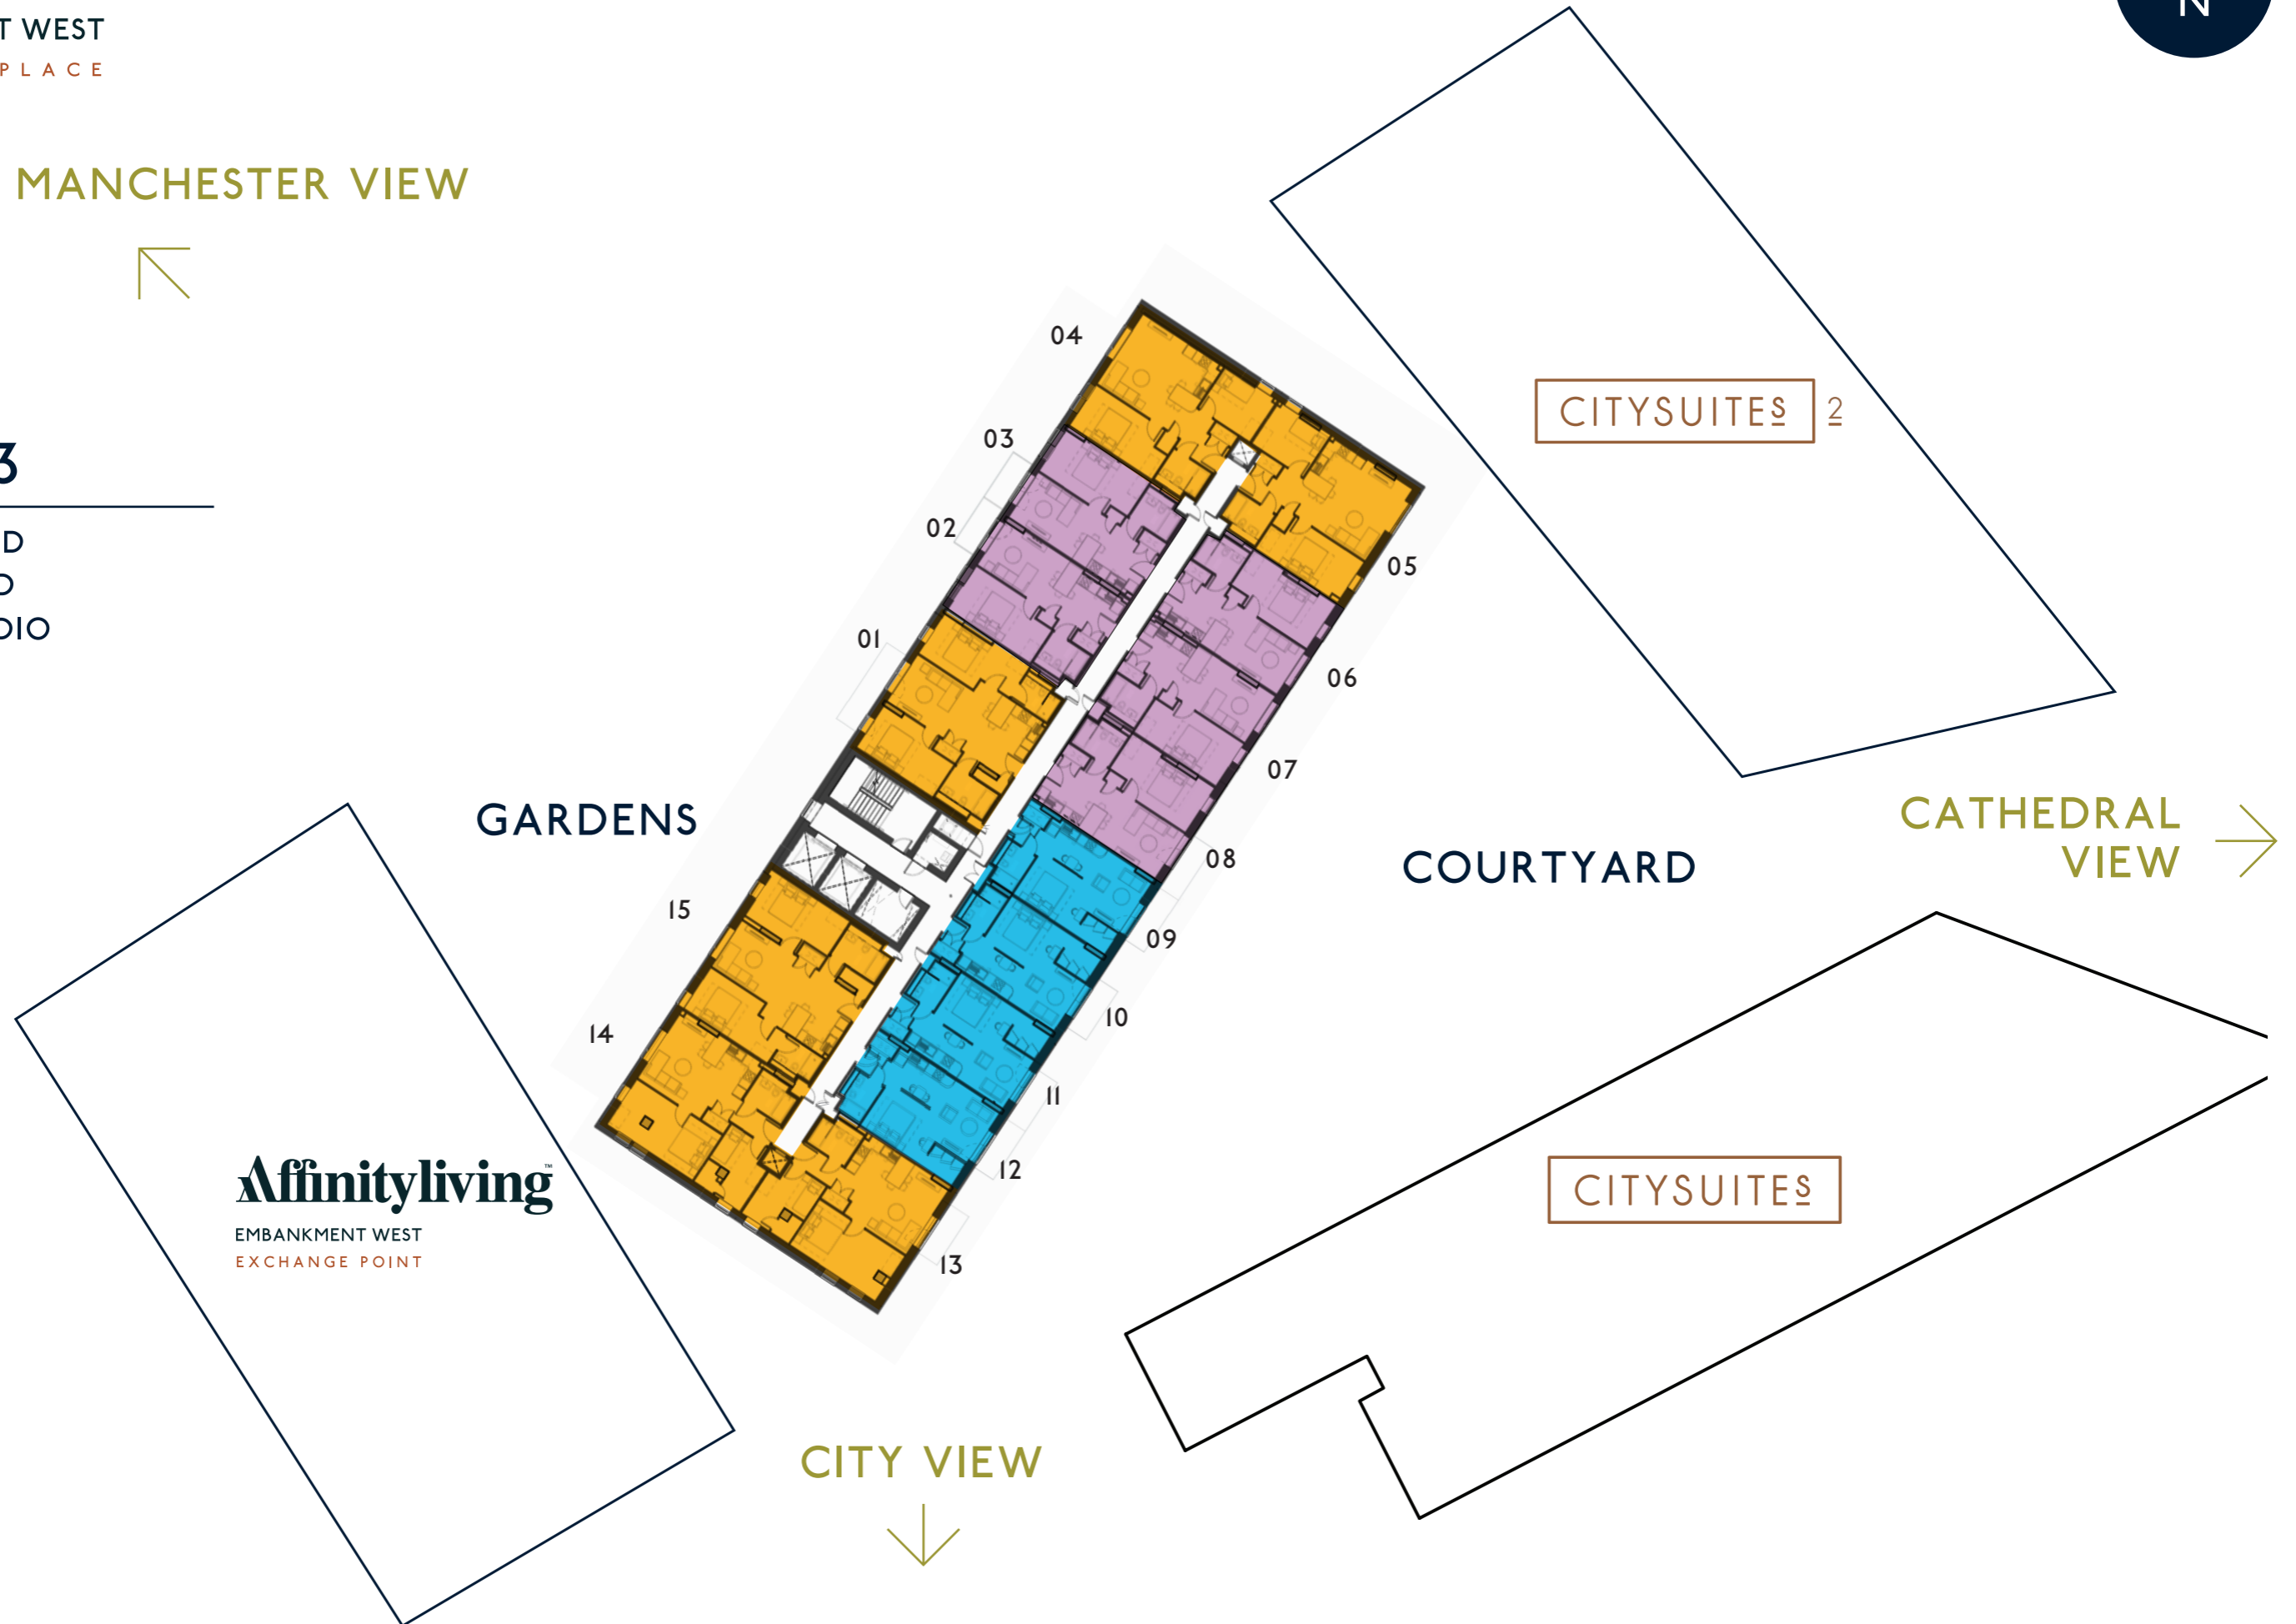 T WEST
PLACE
N
MANCHESTER VIEW
3
D
O
DIO
04
03
02
01
15
14
05
06
07
08
09
10
11
12
13
CITYSUITES 2
GARDENS
COURTYARD
CATHEDRAL
VIEW
Affinityliving™
EMBANKMENT WEST
EXCHANGE POINT
CITYSUITES
CITY VIEW